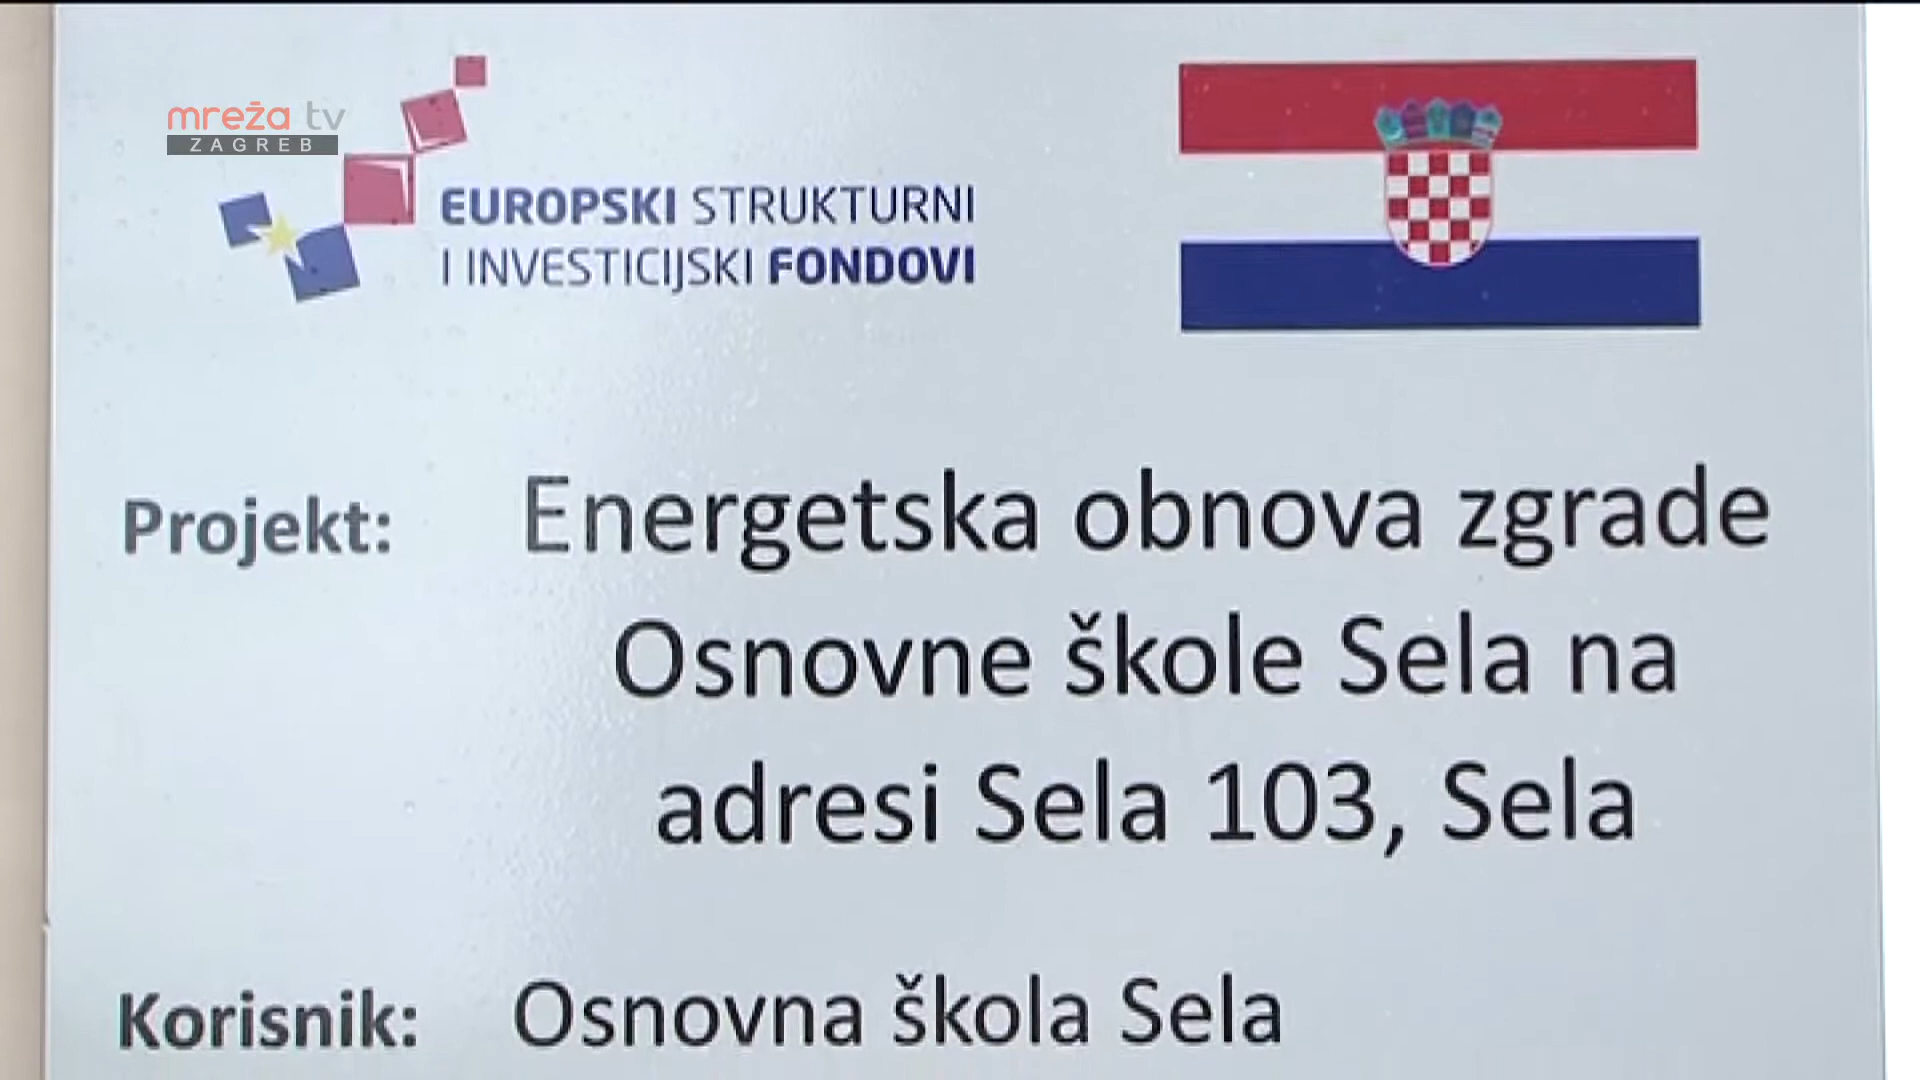 mreža tv
ZAGREB
EUROPSKI STRUKTURNI
I INVESTICIJSKI FONDOVI
Projekt: Energetska obnova zgrade
Osnovne škole Sela na
adresi Sela 103, Sela
Korisnik: Osnovna škola Sela